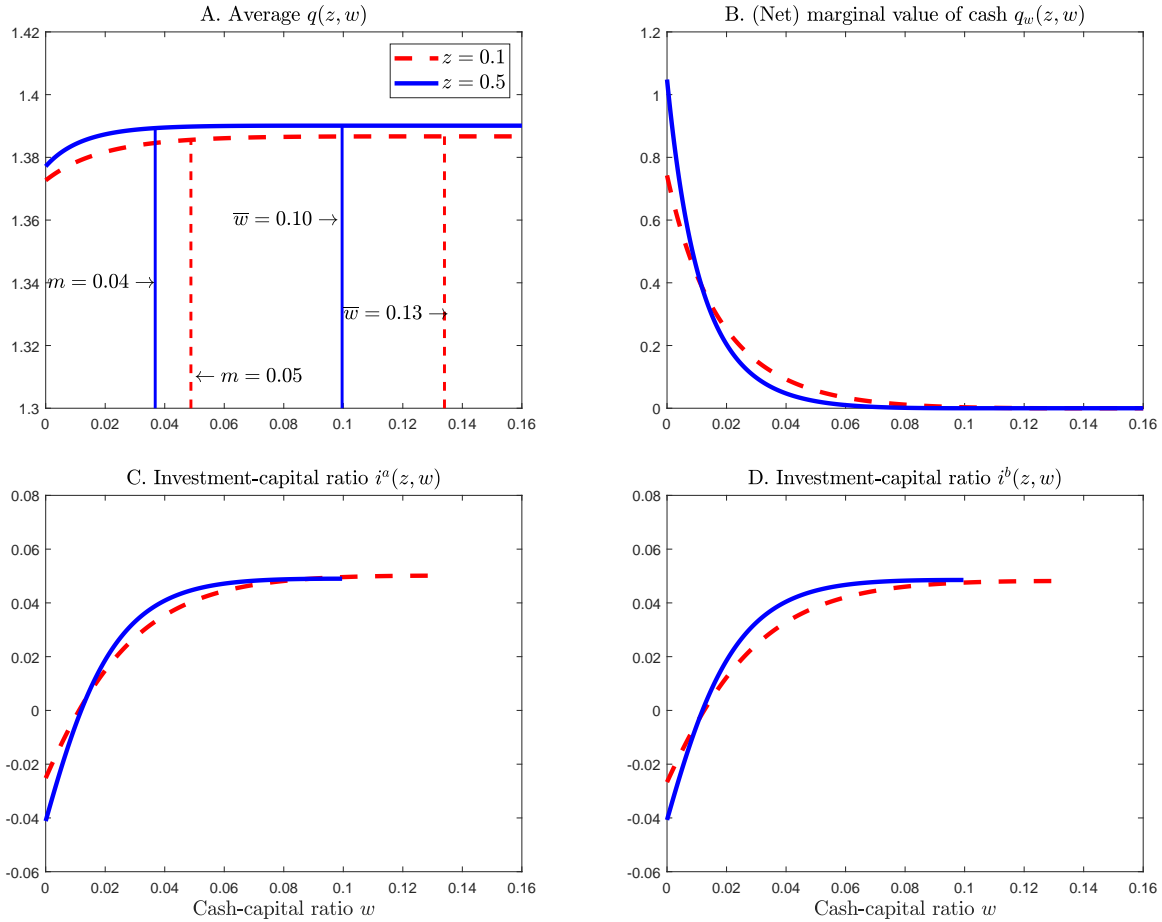 A. Average q(z, w)
1.42
1.4
1.38
1.36
1.34
1.32
1.3
z = 0.1
z = 0.5
w̅ = 0.10 →
m = 0.04 →
w̅ = 0.13 →
← m = 0.05
0 0.02 0.04 0.06 0.08 0.1 0.12 0.14 0.16
B. (Net) marginal value of cash q_w(z, w)
1.2
1
0.8
0.6
0.4
0.2
0
0 0.02 0.04 0.06 0.08 0.1 0.12 0.14 0.16
C. Investment-capital ratio i^a(z, w)
0.08
0.06
0.04
0.02
0
-0.02
-0.04
-0.06
0 0.02 0.04 0.06 0.08 0.1 0.12 0.14 0.16
Cash-capital ratio w
D. Investment-capital ratio i^b(z, w)
0.08
0.06
0.04
0.02
0
-0.02
-0.04
-0.06
0 0.02 0.04 0.06 0.08 0.1 0.12 0.14 0.16
Cash-capital ratio w